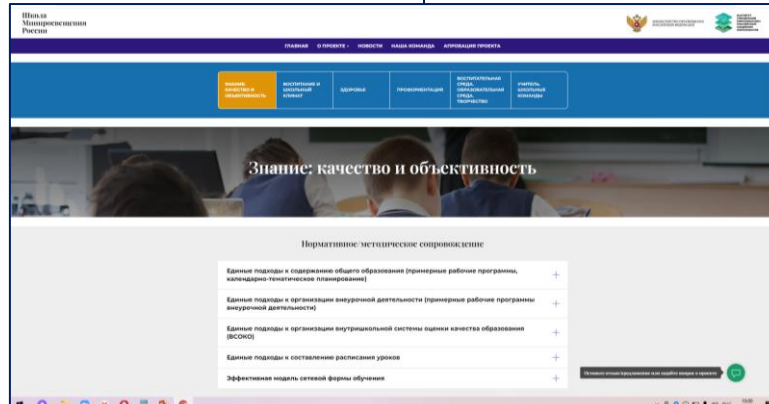 Школа
Минпросвещения
России
ГЛАВНАЯ О ПРОЕКТЕ НОВОСТИ НАША КОМАНДА АПРОБАЦИЯ ПРОЕКТА
ЗНАНИЕ:
КАЧЕСТВО И
ОБЪЕКТИВНОСТЬ
ВОСПИТАНИЕ И
ШКОЛЬНЫЙ
КЛИМАТ
ЗДОРОВЬЕ
ПРОФОРИЕНТАЦИЯ
ВОСПИТАТЕЛЬНАЯ
СРЕДА,
ОБРАЗОВАТЕЛЬНАЯ
СРЕДА,
ТВОРЧЕСТВО
УЧИТЕЛЬ.
ШКОЛЬНЫЕ
КОМАНДЫ
Знание: качество и объективность
Нормативное/методическое сопровождение
Единые подходы к содержанию общего образования (примерные рабочие программы,
календарно-тематическое планирование)
Единые подходы к организации внеурочной деятельности (примерные рабочие программы
внеурочной деятельности)
Единые подходы к организации внутришкольной системы оценки качества образования
(ВСОКО)
Единые подходы к составлению расписания уроков
Эффективная модель сетевой формы обучения